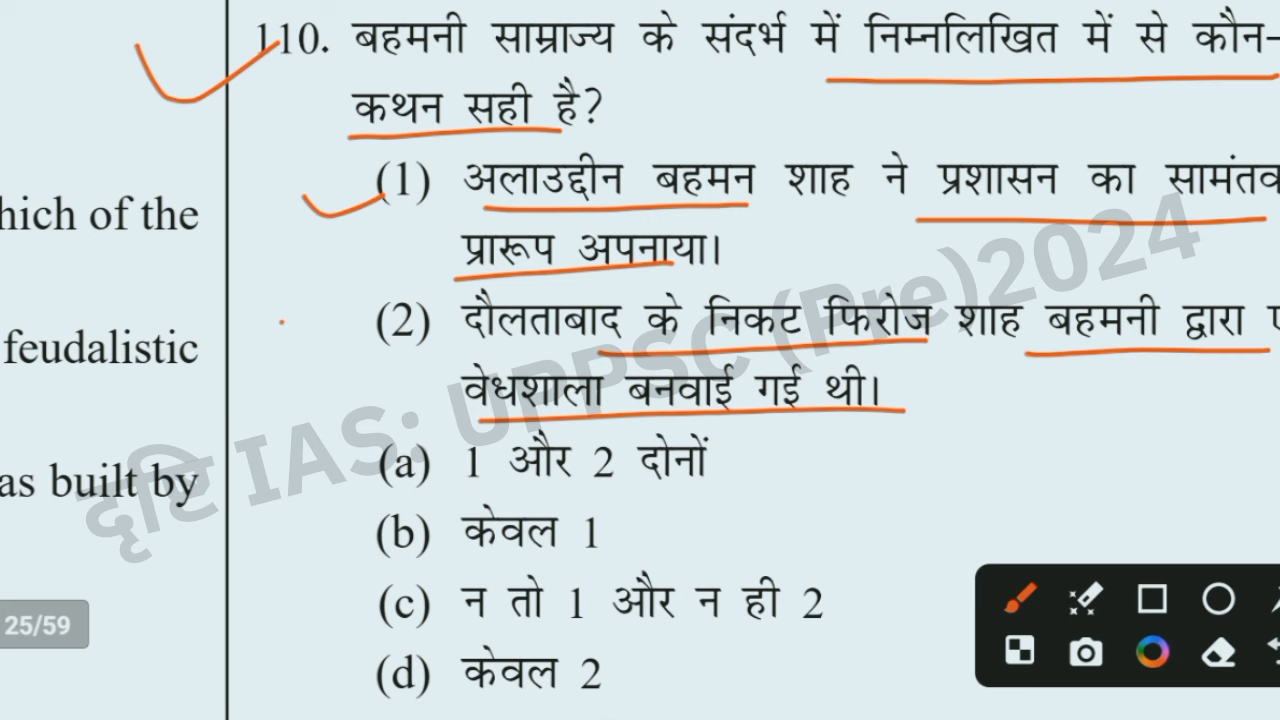 110. बहमनी साम्राज्य के संदर्भ में निम्नलिखित में से कौन-
कथन सही है?
(1) अलाउद्दीन बहमन शाह ने प्रशासन का
प्रारूप अपनाया।
(2) दौलताबाद के निकट फिरोज शाह बहमनी द्वारा
वेधशाला बनवाई गई थी।
(a) 1 और 2 दोनों
(b) केवल 1
(c) न तो 1 और न ही 2
(d) केवल 2
of the
feudalistic
as built by
दृष्टि IAS: UPPSC (Pre) 2024
25/59